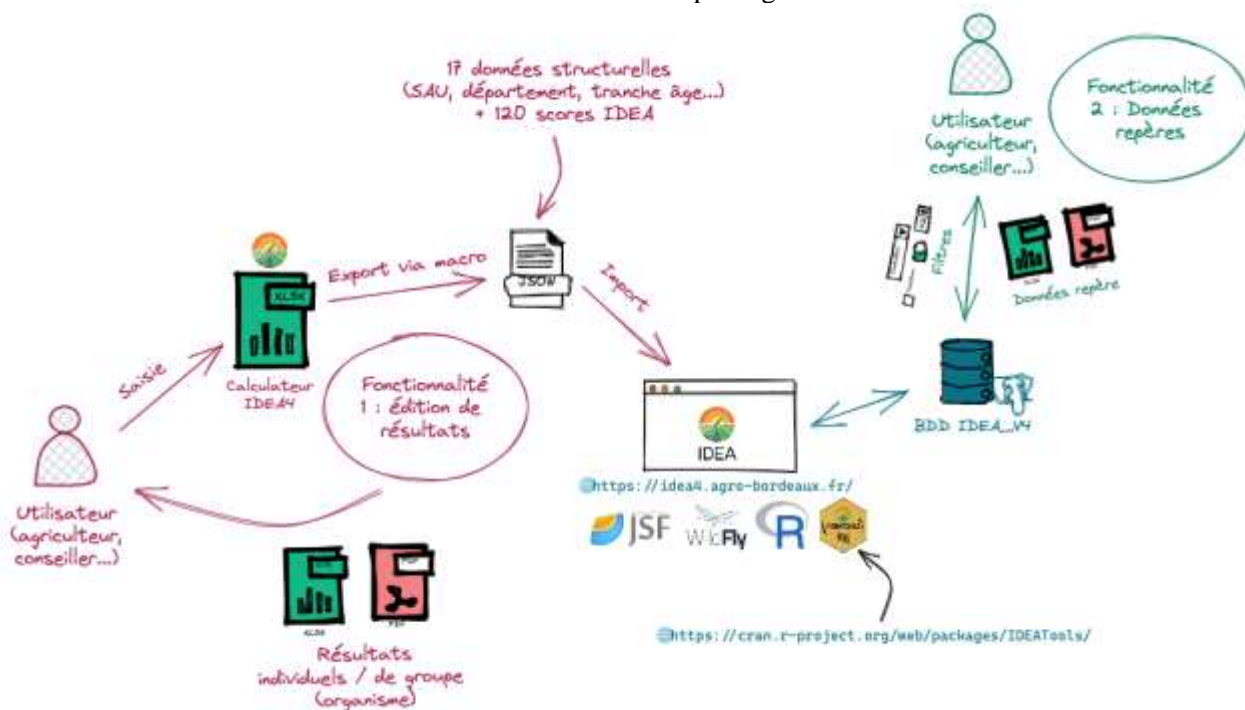 17 données structurelles
(SAU, département, tranche âge...)
+ 120 scores IDEA
Utilisateur
(agriculteur,
conseiller...)
Fonctionnalité
2 : Données
repères
XLSX
Export via macro
JSON
Import
Filtres
Données repère
Saisie
Calculateur
IDEA4
Fonctionnalité
1 : édition de
résultats
IDEA
BDD IDEA_V4
https://idea4.agro-bordeaux.fr/
JSF
WildFly
R
Utilisateur
(agriculteur,
conseiller...)
XLSX
PDF
https://cran.r-project.org/web/packages/IDEATools/
Résultats
individuels / de groupe
(organisme)